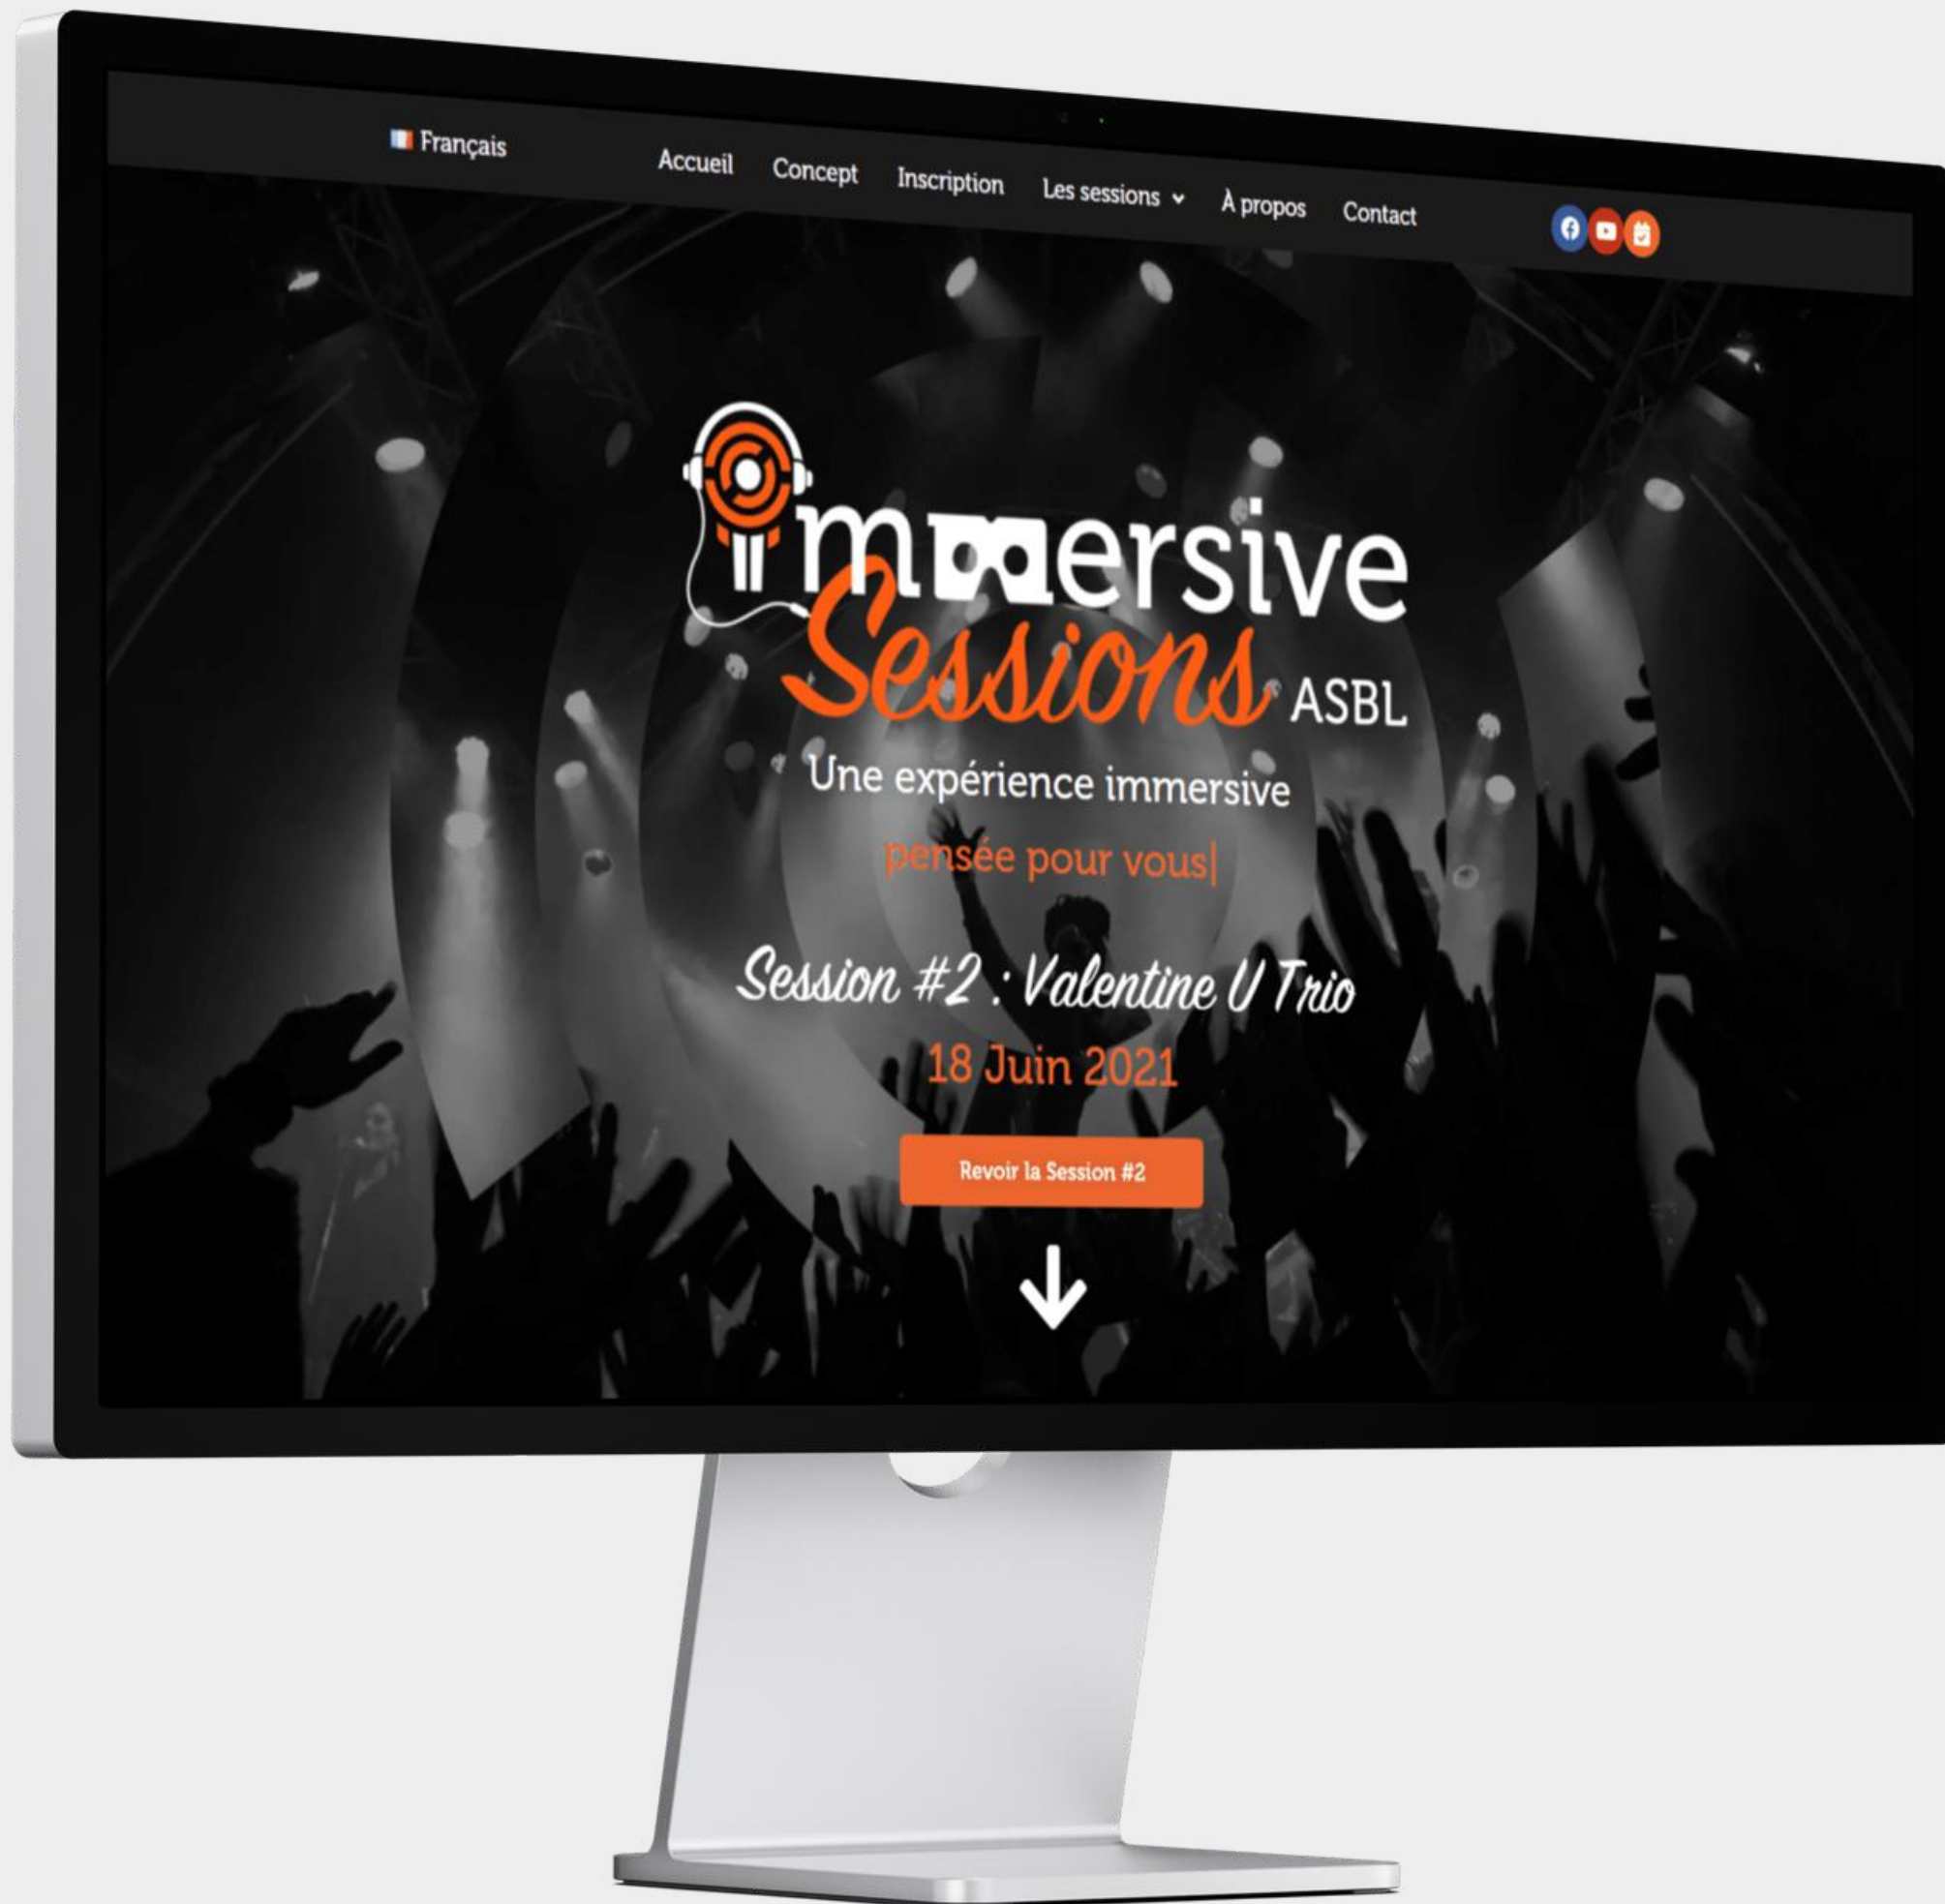 Français
Accueil Concept Inscription Les sessions À propos Contact
immersive
Sessions ASBL
Une expérience immersive
pensée pour vous|
Session #2 : Valentine U Trio
18 Juin 2021
Revoir la Session #2